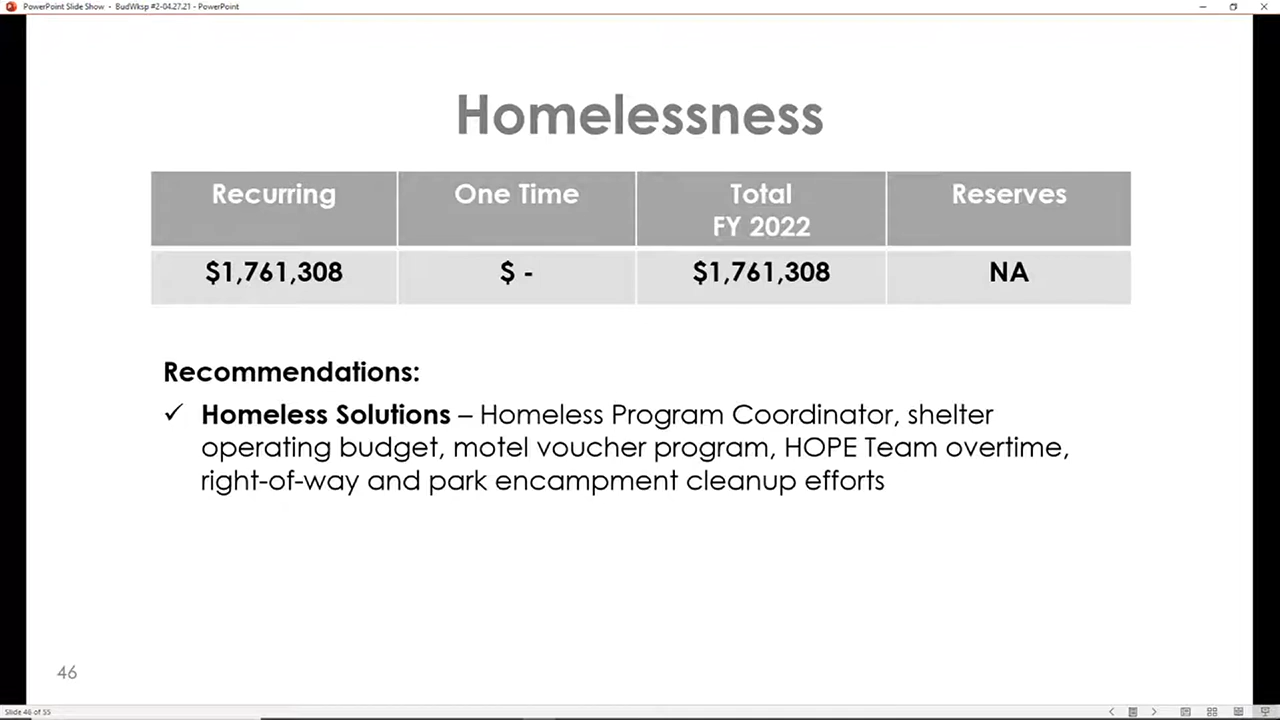 PowerPoint Slide Show - BudWksp #2-04.27.21 - PowerPoint
Homelessness
Recurring
One Time
Total
FY 2022
Reserves
$1,761,308
$ -
$1,761,308
NA
Recommendations:
✓ Homeless Solutions – Homeless Program Coordinator, shelter
operating budget, motel voucher program, HOPE Team overtime,
right-of-way and park encampment cleanup efforts
46
Slide 46 of 55